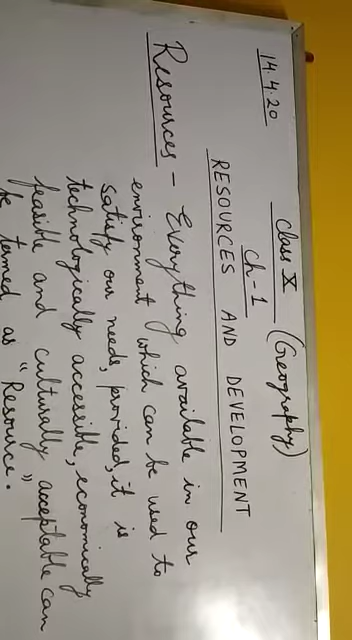 14.4.20
Class X (Geography)
Ch-1
RESOURCES AND DEVELOPMENT
Resources - Everything available in our
environment which can be used to
satisfy our needs, provided, it is
technologically accessible, economically
feasible and culturally acceptable can
be termed as "Resource".